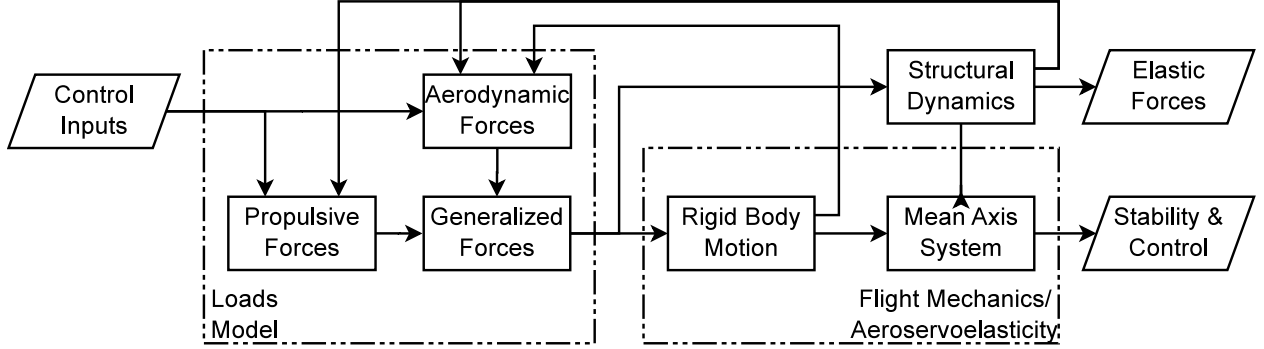 Control
Inputs
Aerodynamic
Forces
Structural
Dynamics
Elastic
Forces
Propulsive
Forces
Generalized
Forces
Rigid Body
Motion
Mean Axis
System
Stability &
Control
Loads
Model
Flight Mechanics/
Aeroservoelasticity